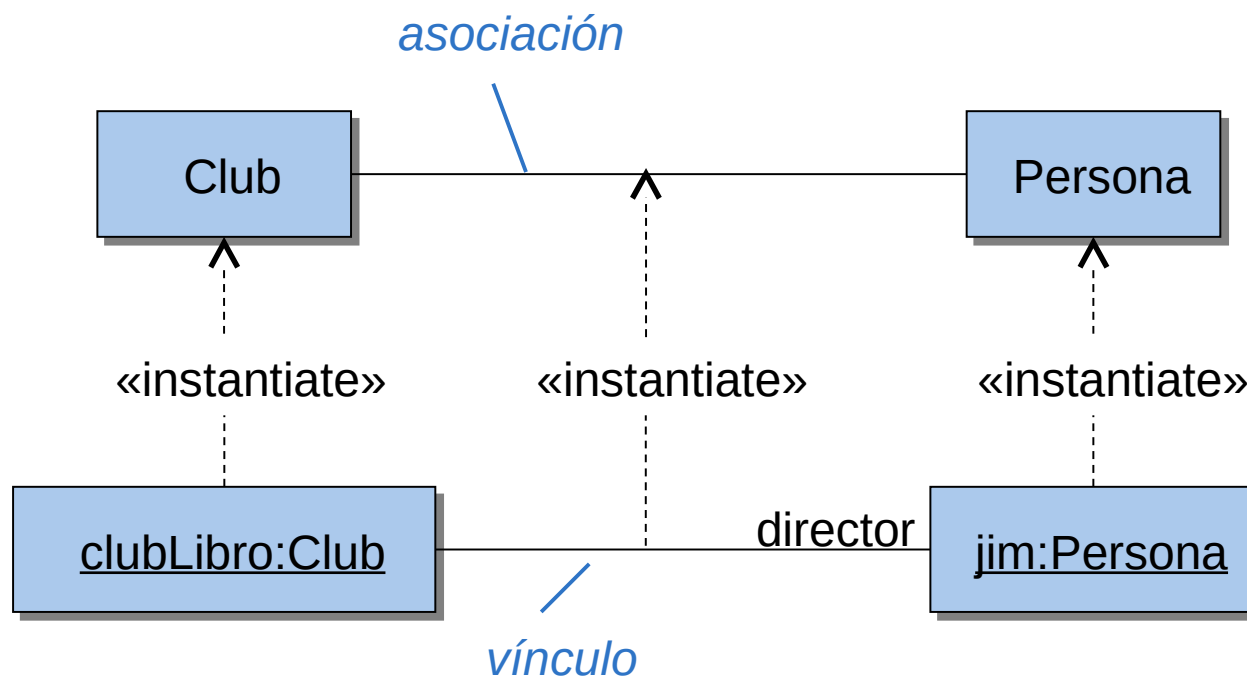 asociación
Club
Persona
«instantiate»
«instantiate»
«instantiate»
clubLibro:Club
director
jim:Persona
vínculo